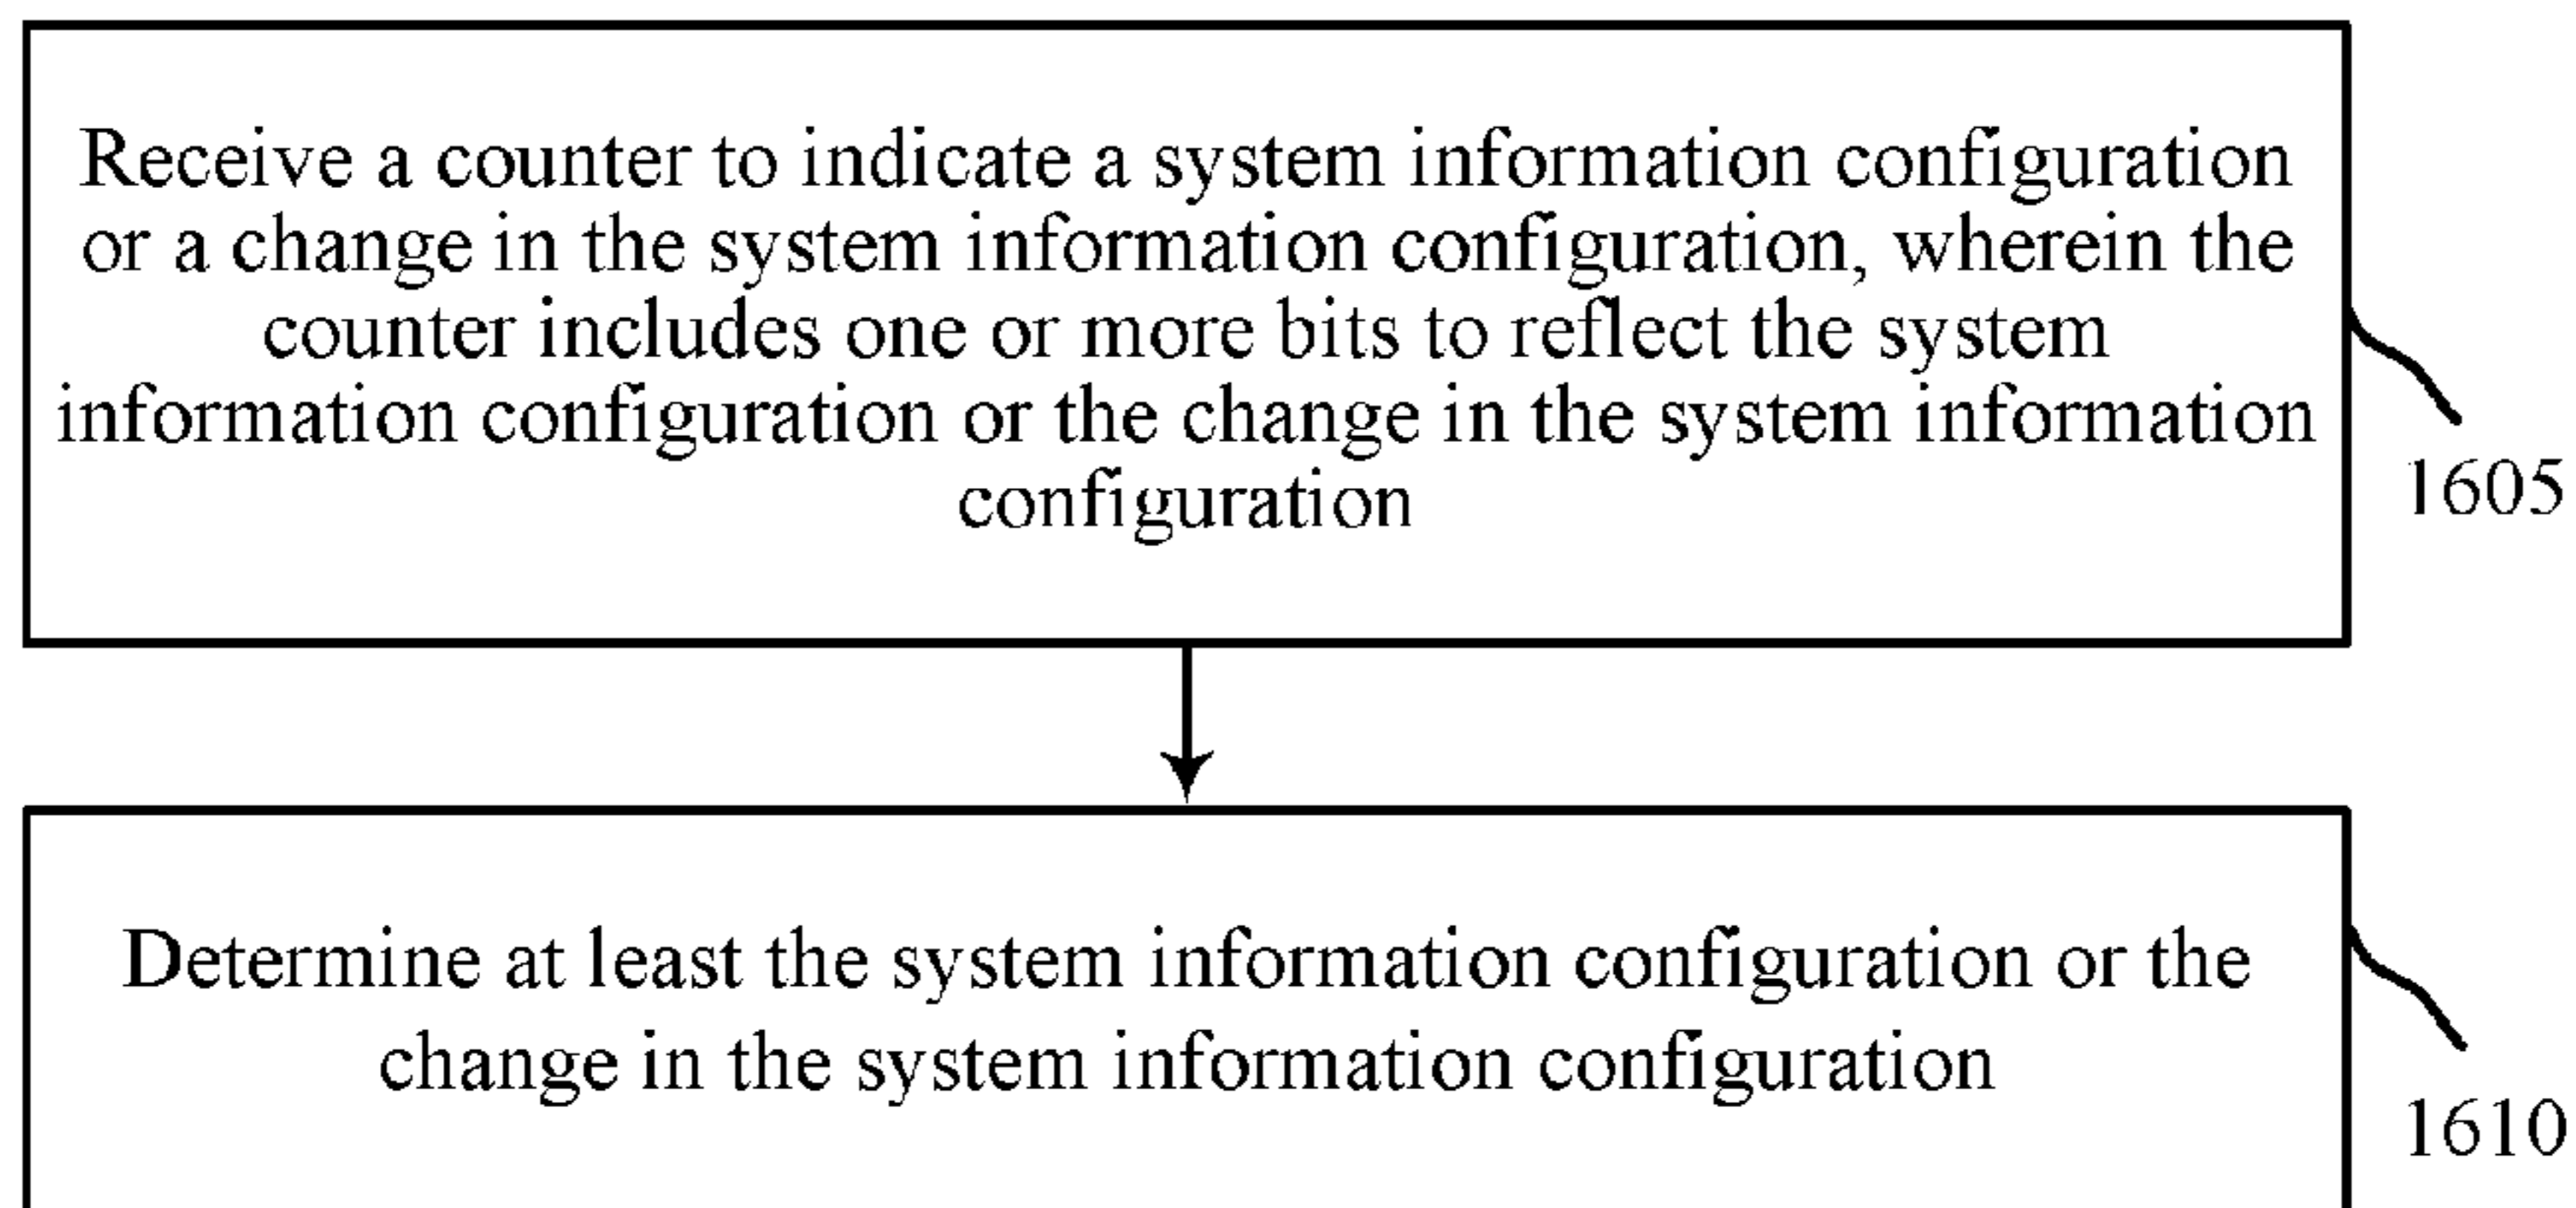 Receive a counter to indicate a system information configuration
or a change in the system information configuration, wherein the
counter includes one or more bits to reflect the system
information configuration or the change in the system information
configuration
1605
Determine at least the system information configuration or the
change in the system information configuration
1610